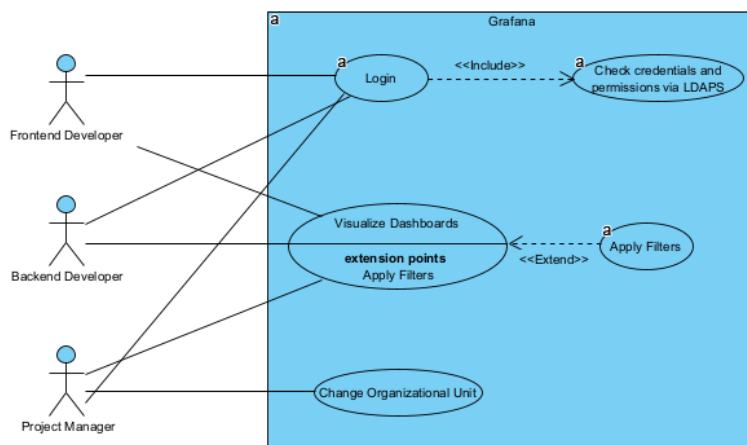 a
Grafana
a
Login
<<Include>>
a
Check credentials and
permissions via LDAPS
Frontend Developer
Visualize Dashboards
extension points
Apply Filters
a
Apply Filters
<<Extend>>
Backend Developer
Change Organizational Unit
Project Manager